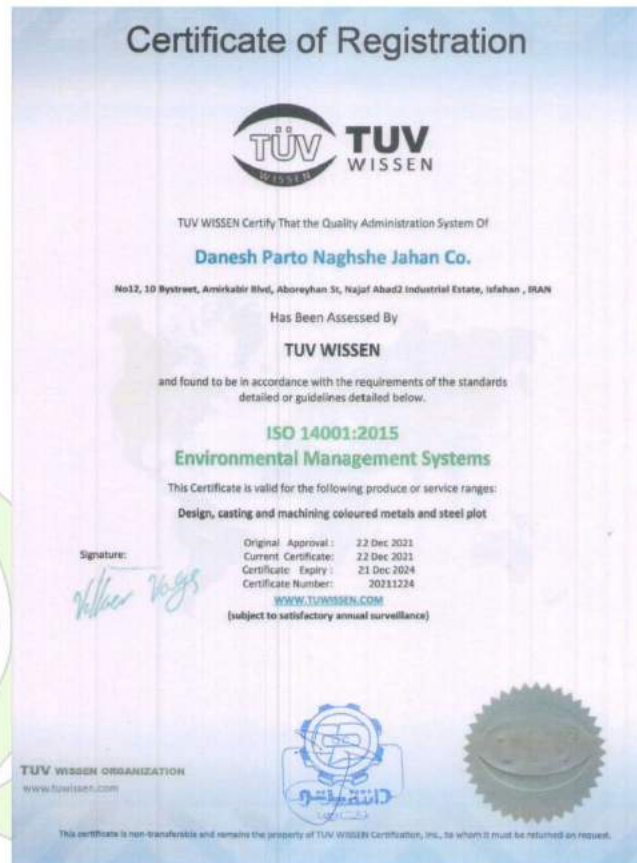 Certificate of Registration
TÜV
WISSEN
TUV
WISSEN
TUV WISSEN Certify That the Quality Administration System Of
Danesh Parto Naghshe Jahan Co.
No12, 10 Bystreet, Amirkabir Blvd, Aboreyhan St, Najaf Abad2 Industrial Estate, Isfahan , IRAN
Has Been Assessed By
TUV WISSEN
and found to be in accordance with the requirements of the standards
detailed or guidelines detailed below.
ISO 14001:2015
Environmental Management Systems
This Certificate is valid for the following produce or service ranges:
Design, casting and machining coloured metals and steel plot
Signature:
Original Approval : 22 Dec 2021
Current Certificate: 22 Dec 2021
Certificate Expiry : 21 Dec 2024
Certificate Number: 20211224
WWW.TUWISSEN.COM
(subject to satisfactory annual surveillance)
TUV WISSEN ORGANIZATION
www.tuwissen.com
This certificate is non-transferable and remains the property of TUV WISSEN Certification, Inc., to whom it must be returned on request.